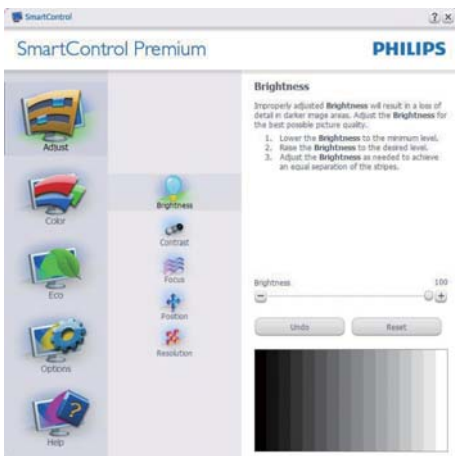 SmartControl
? ×
SmartControl Premium
PHILIPS
Adjust
Color
Eco
Options
Help
Brightness
Contrast
Focus
Position
Resolution
Brightness
Improperly adjusted Brightness will result in a loss of
detail in darker image areas. Adjust the Brightness for
the best possible picture quality.
1. Lower the Brightness to the minimum level.
2. Raise the Brightness to the desired level.
3. Adjust the Brightness as needed to achieve
an equal separation of the stripes.
Brightness 100
Undo Reset